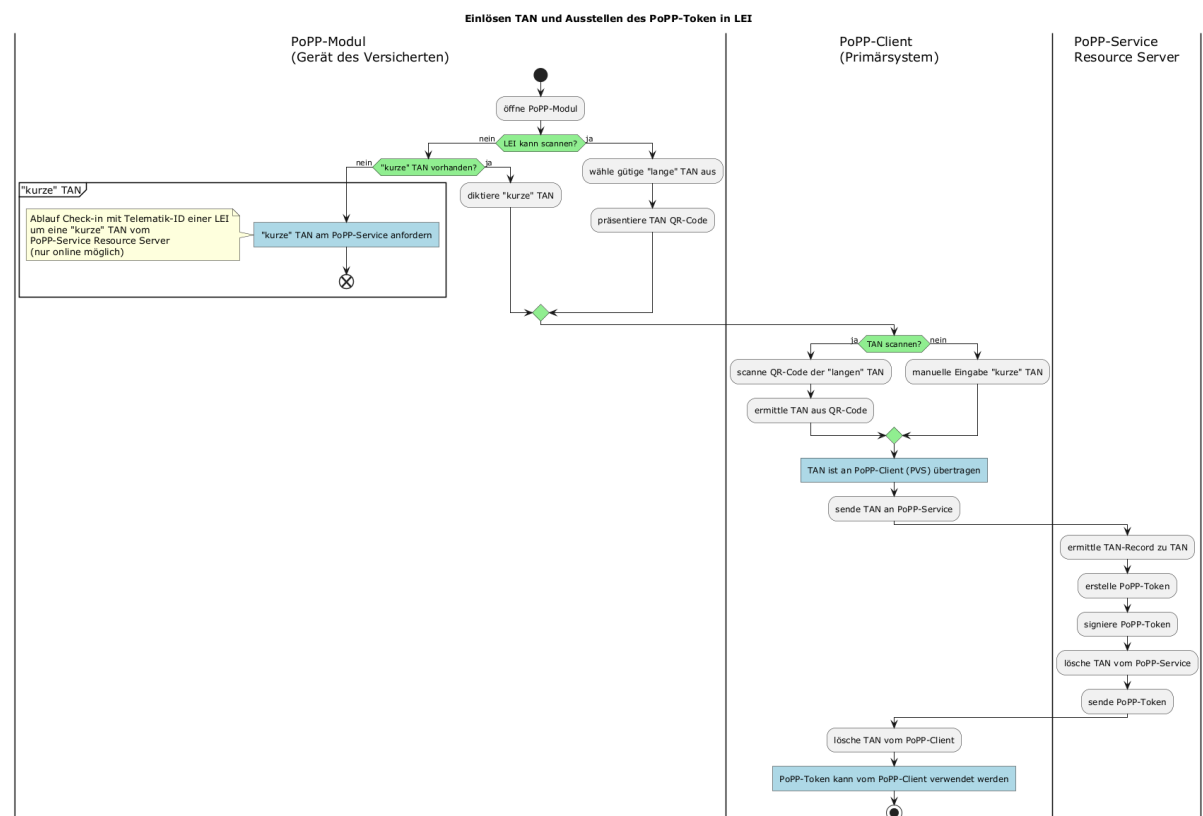 Einlösen TAN und Ausstellen des PoPP-Token in LEI
PoPP-Modul
(Gerät des Versicherten)
PoPP-Client
(Primärsystem)
PoPP-Service
Resource Server
öffne PoPP-Modul
nein
LEI kann scannen?
ja
nein
"kurze" TAN vorhanden?
ja
wähle gütige "lange" TAN aus
"kurze" TAN
diktiere "kurze" TAN
präsentiere TAN QR-Code
Ablauf Check-in mit Telematik-ID einer LEI
um eine "kurze" TAN vom
PoPP-Service Resource Server
(nur online möglich)
"kurze" TAN am PoPP-Service anfordern
ja
TAN scannen?
nein
scanne QR-Code der "langen" TAN
manuelle Eingabe "kurze" TAN
ermittle TAN aus QR-Code
TAN ist an PoPP-Client (PVS) übertragen
sende TAN an PoPP-Service
ermittle TAN-Record zu TAN
erstelle PoPP-Token
signiere PoPP-Token
lösche TAN vom PoPP-Service
sende PoPP-Token
lösche TAN vom PoPP-Client
PoPP-Token kann vom PoPP-Client verwendet werden